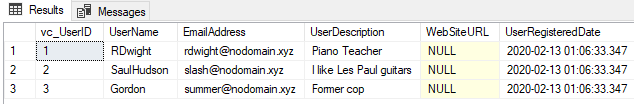 Results Messages
vc_UserID UserName EmailAddress UserDescription WebSiteURL UserRegisteredDate
1 1 RDwight rdwight@nodomain.xyz Piano Teacher NULL 2020-02-13 01:06:33.347
2 2 SaulHudson slash@nodomain.xyz I like Les Paul guitars NULL 2020-02-13 01:06:33.347
3 3 Gordon summer@nodomain.xyz Former cop NULL 2020-02-13 01:06:33.347